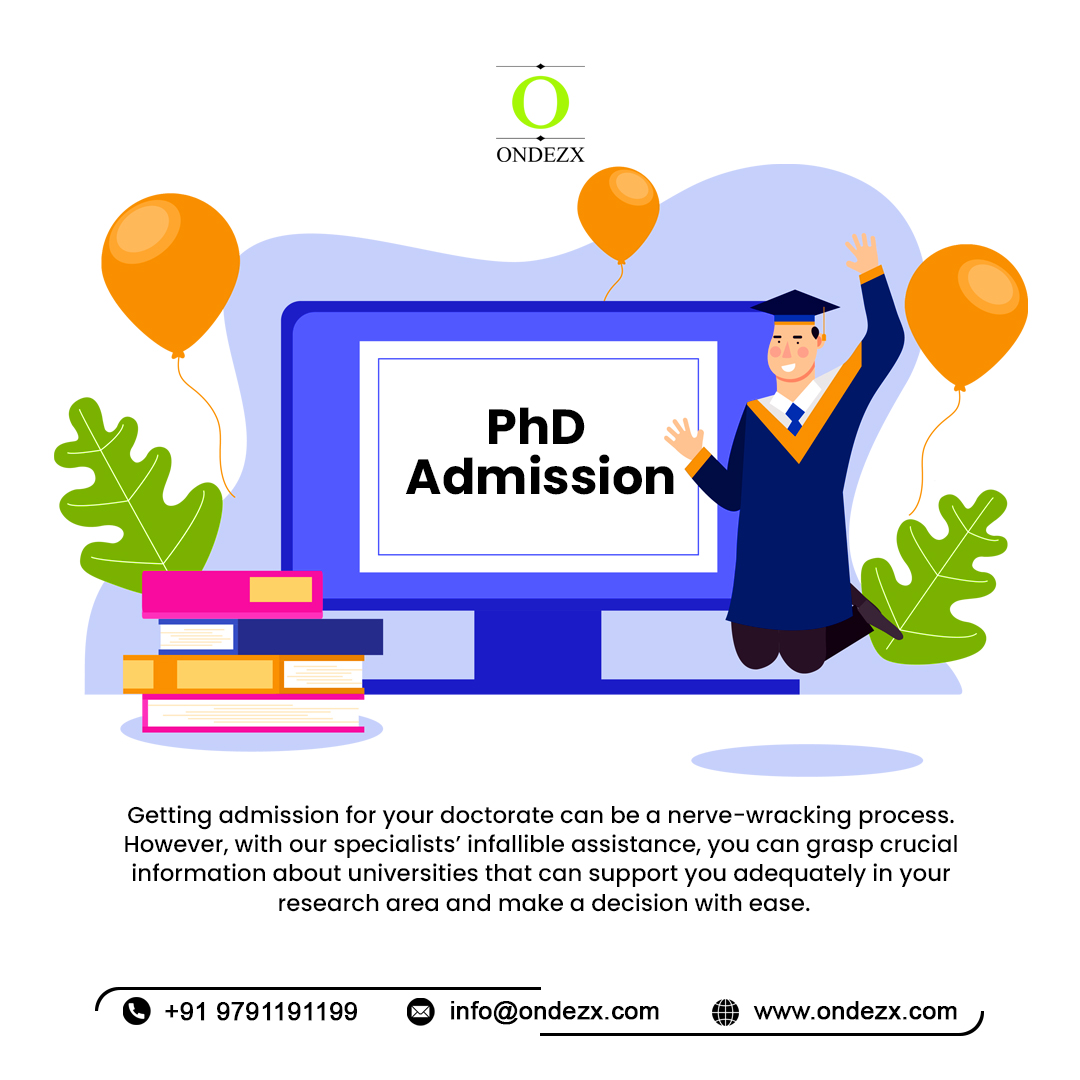 O
ONDEZX
PhD
Admission
Getting admission for your doctorate can be a nerve-wracking process.
However, with our specialists’ infallible assistance, you can grasp crucial
information about universities that can support you adequately in your
research area and make a decision with ease.
+91 9791191199 info@ondezx.com www.ondezx.com